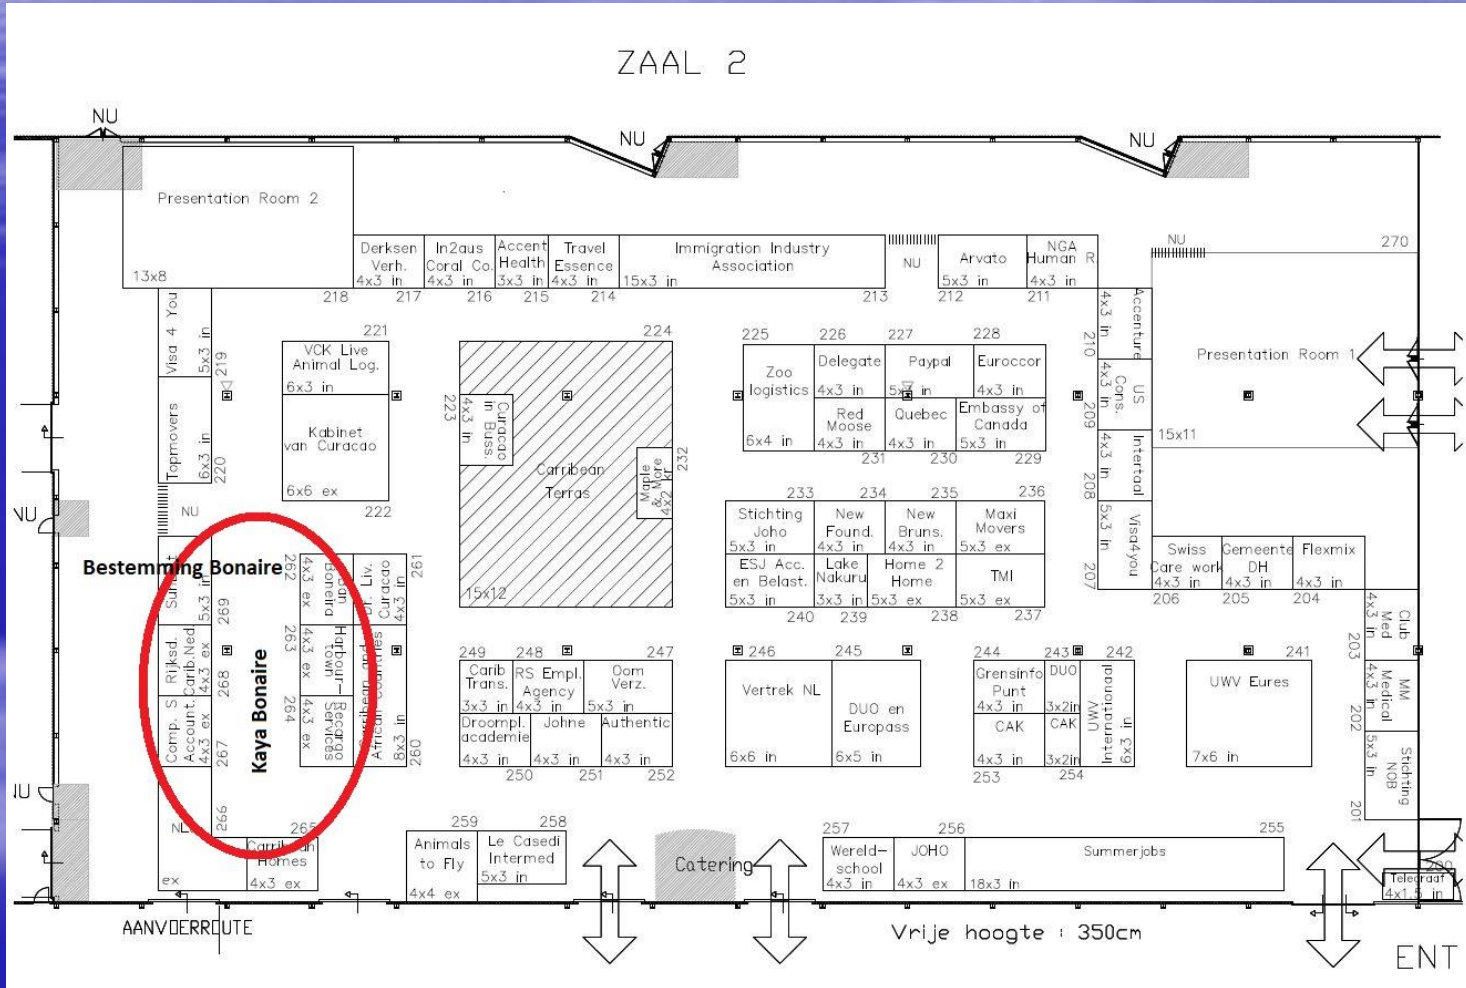 ZAAL 2
NU
NU
NU
Presentation Room 2
13x8
Derksen
Verh.
4x3 in
In2aus
Coral Co.
4x3 in
Accent
Health
3x3 in
Travel
Essence
4x3 in
Immigration Industry
Association
15x3 in
NU
Arvato
5x3 in
NGA
Human R.
4x3 in
NU
270
218
217
216
215
214
213
212
211
Visa 4 You
5x3 in
219
Topmovers
6x3 in
220
NU
221
VCK Live
Animal Log.
6x3 in
Kabinet
van Curacao
6x6 ex
222
224
223
Curacao
in Buss.
4x3 in
Carribean
Terras
15x12
Maple
& More
4x2 kr
232
225
226
227
228
Zoo
logistics
6x4 in
Delegate
4x3 in
Paypal
5x3 in
Euroccor
4x3 in
Red
Moose
4x3 in
Quebec
4x3 in
Embassy of
Canada
5x3 in
231
230
229
Accenture
4x3 in
210
US
Cons.
4x3 in
209
Intertaal
4x3 in
208
Visa4you
5x3 in
207
Presentation Room 1
15x11
233
234
235
236
Stichting
Joho
5x3 in
New
Found.
4x3 in
New
Bruns.
4x3 in
Maxi
Movers
5x3 ex
ESJ Acc.
en Belast.
5x3 in
Lake
Nakuru
3x3 in
Home 2
Home
5x3 ex
TMI
5x3 ex
240
239
238
237
Swiss
Care work
4x3 in
Gemeente
DH
4x3 in
Flexmix
4x3 in
206
205
204
NU
Bestemming Bonaire
5x3 in
269
Rijksd.
Carib.Ned.
4x3 ex
268
Comp. S
Account.
4x3 ex
267
266
ex
Kaya Bonaire
262
Boneira
4x3 ex
263
Harbour-
town
4x3 ex
264
Recargo
Services
4x3 ex
261
Dr. Liv.
Curacao
4x3 in
Carribean and
African Countries
8x3 in
260
265
Carribean
Homes
4x3 ex
249
248
247
Carib
Trans.
3x3 in
RS Empl.
Agency
4x3 in
Oom
Verz.
5x3 in
Droompl.
academie
4x3 in
Johne
4x3 in
Authentic
4x3 in
250
251
252
246
245
Vertrek NL
6x6 in
DUO en
Europass
6x5 in
244
243
242
Grensinfo
Punt
4x3 in
DUO
3x2in
CAK
4x3 in
CAK
3x2in
UWV
International
6x3 in
253
254
241
UWV Eures
7x6 in
Club
Med
4x3 in
203
MM
Medical
4x3 in
202
Stichting
NOB
5x3 in
201
259
258
Animals
to Fly
4x4 ex
Le Casedi
Intermed
5x3 in
Catering
257
256
255
Wereld-
school
4x3 in
JOHO
4x3 ex
Summerjobs
18x3 in
200
Telegraaf
4x1.5 in
AANVOERROUTE
Vrije hoogte : 350cm
ENT